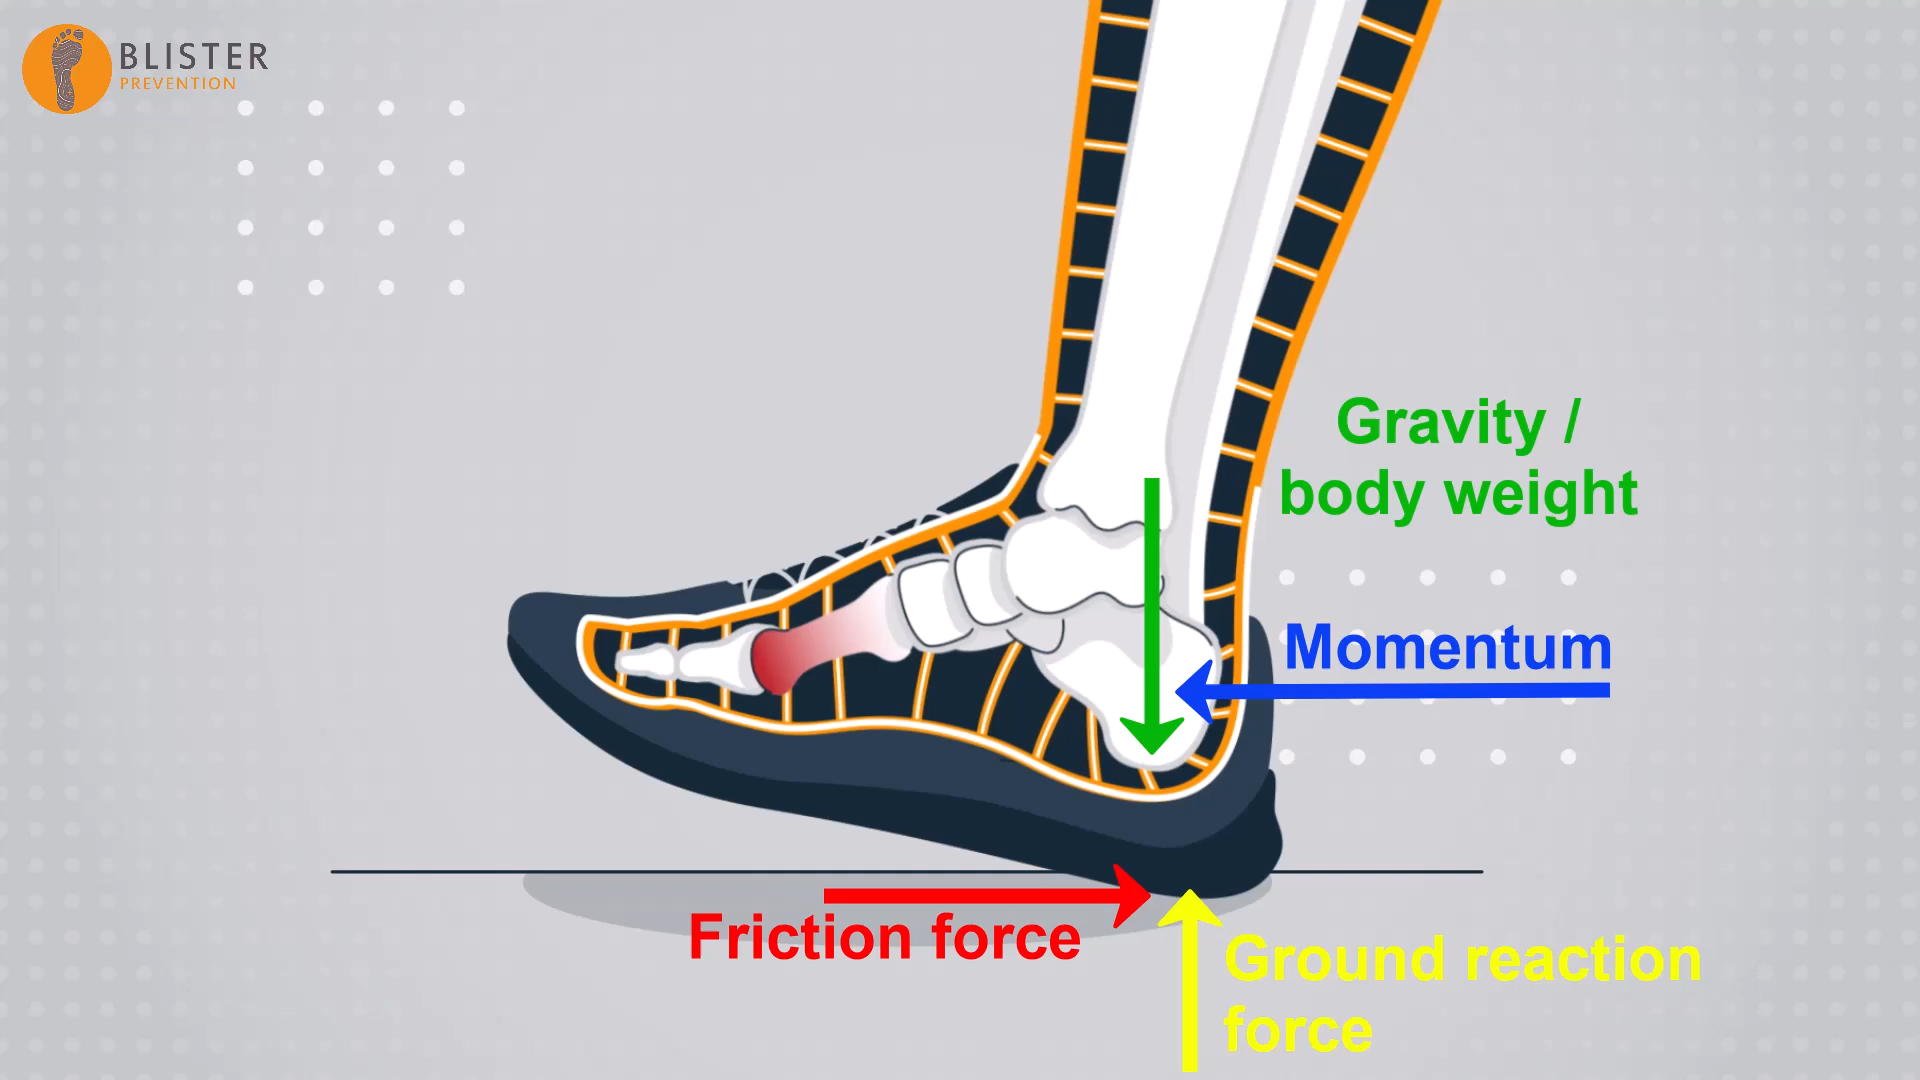 BLISTER
PREVENTION
Gravity /
body weight
Momentum
Friction force
Ground reaction
force